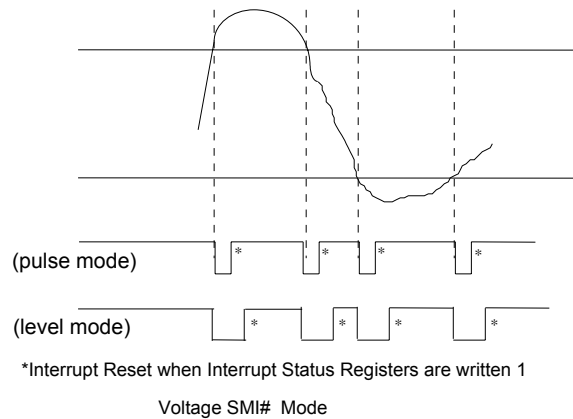 (pulse mode) * * * *
(level mode) * * * *
*Interrupt Reset when Interrupt Status Registers are written 1
Voltage SMI# Mode